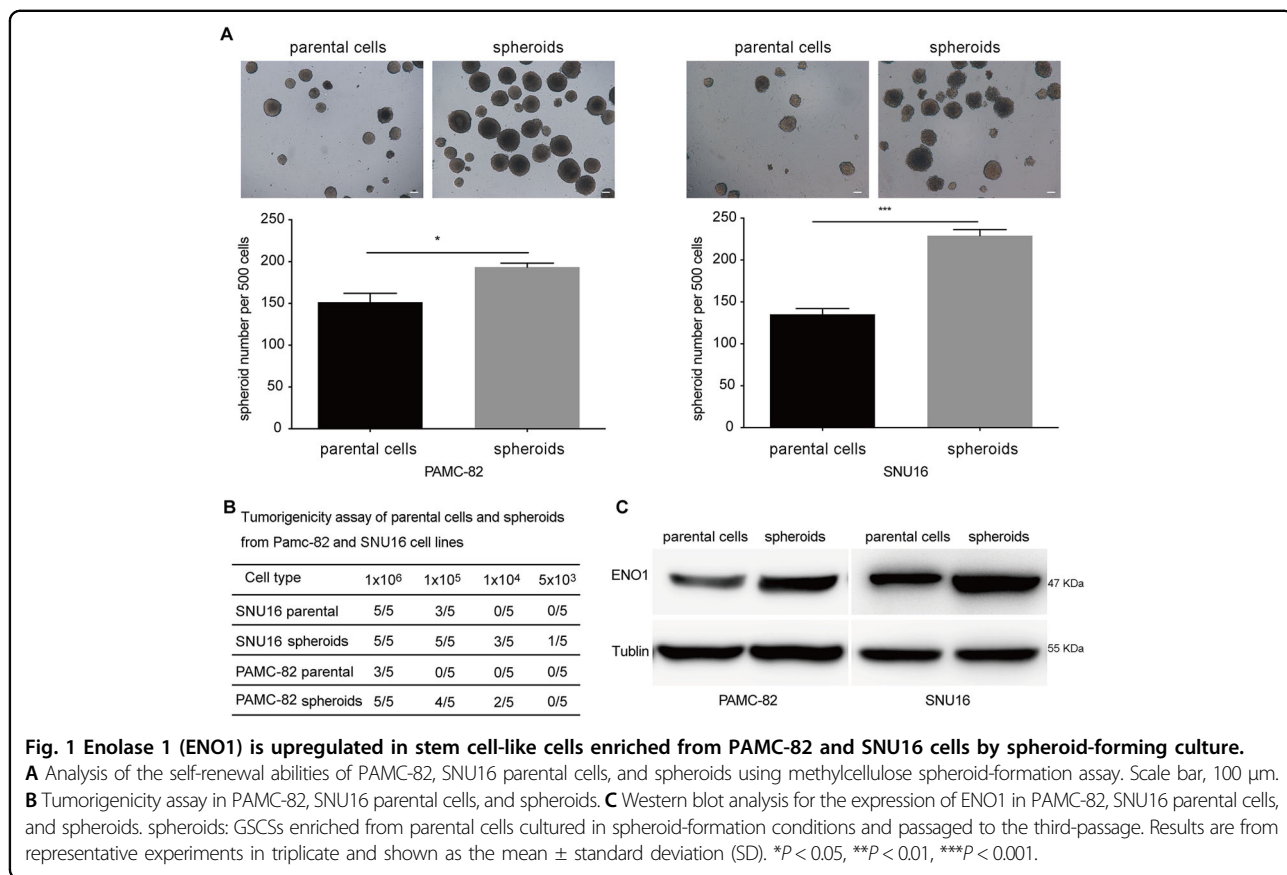 A
parental cells
spheroids
parental cells
spheroids
spheroid number per 500 cells
250
200
150
100
50
0
*
parental cells
spheroids
PAMC-82
spheroid number per 500 cells
250
200
150
100
50
0
***
parental cells
spheroids
SNU16
B
Tumorigenicity assay of parental cells and spheroids
from Pamc-82 and SNU16 cell lines
Cell type 1x10⁶ 1x10⁵ 1x10⁴ 5x10³
SNU16 parental 5/5 3/5 0/5 0/5
SNU16 spheroids 5/5 5/5 3/5 1/5
PAMC-82 parental 3/5 0/5 0/5 0/5
PAMC-82 spheroids 5/5 4/5 2/5 0/5
C
parental cells spheroids parental cells spheroids
ENO1 47 KDa
Tublin 55 KDa
PAMC-82 SNU16
Fig. 1 Enolase 1 (ENO1) is upregulated in stem cell-like cells enriched from PAMC-82 and SNU16 cells by spheroid-forming culture.
A Analysis of the self-renewal abilities of PAMC-82, SNU16 parental cells, and spheroids using methylcellulose spheroid-formation assay. Scale bar, 100 µm.
B Tumorigenicity assay in PAMC-82, SNU16 parental cells, and spheroids. C Western blot analysis for the expression of ENO1 in PAMC-82, SNU16 parental cells,
and spheroids. spheroids: GSCSs enriched from parental cells cultured in spheroid-formation conditions and passaged to the third-passage. Results are from
representative experiments in triplicate and shown as the mean ± standard deviation (SD). *P < 0.05, **P < 0.01, ***P < 0.001.